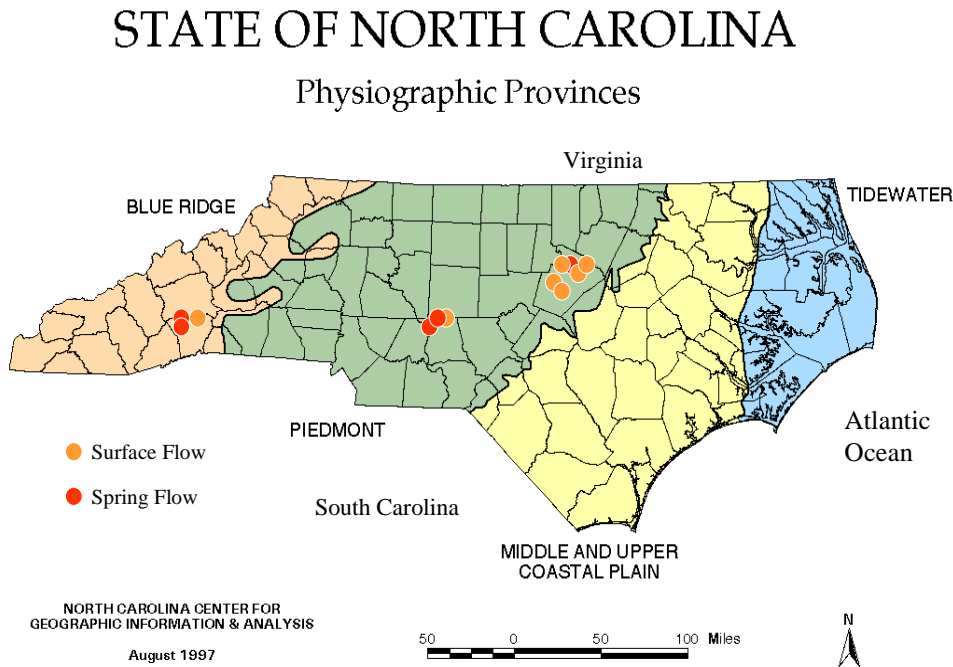 STATE OF NORTH CAROLINA
Physiographic Provinces
Virginia
BLUE RIDGE
TIDEWATER
PIEDMONT
Atlantic
Ocean
Surface Flow
Spring Flow
South Carolina
MIDDLE AND UPPER
COASTAL PLAIN
NORTH CAROLINA CENTER FOR
GEOGRAPHIC INFORMATION & ANALYSIS
August 1997
50 0 50 100 Miles
N